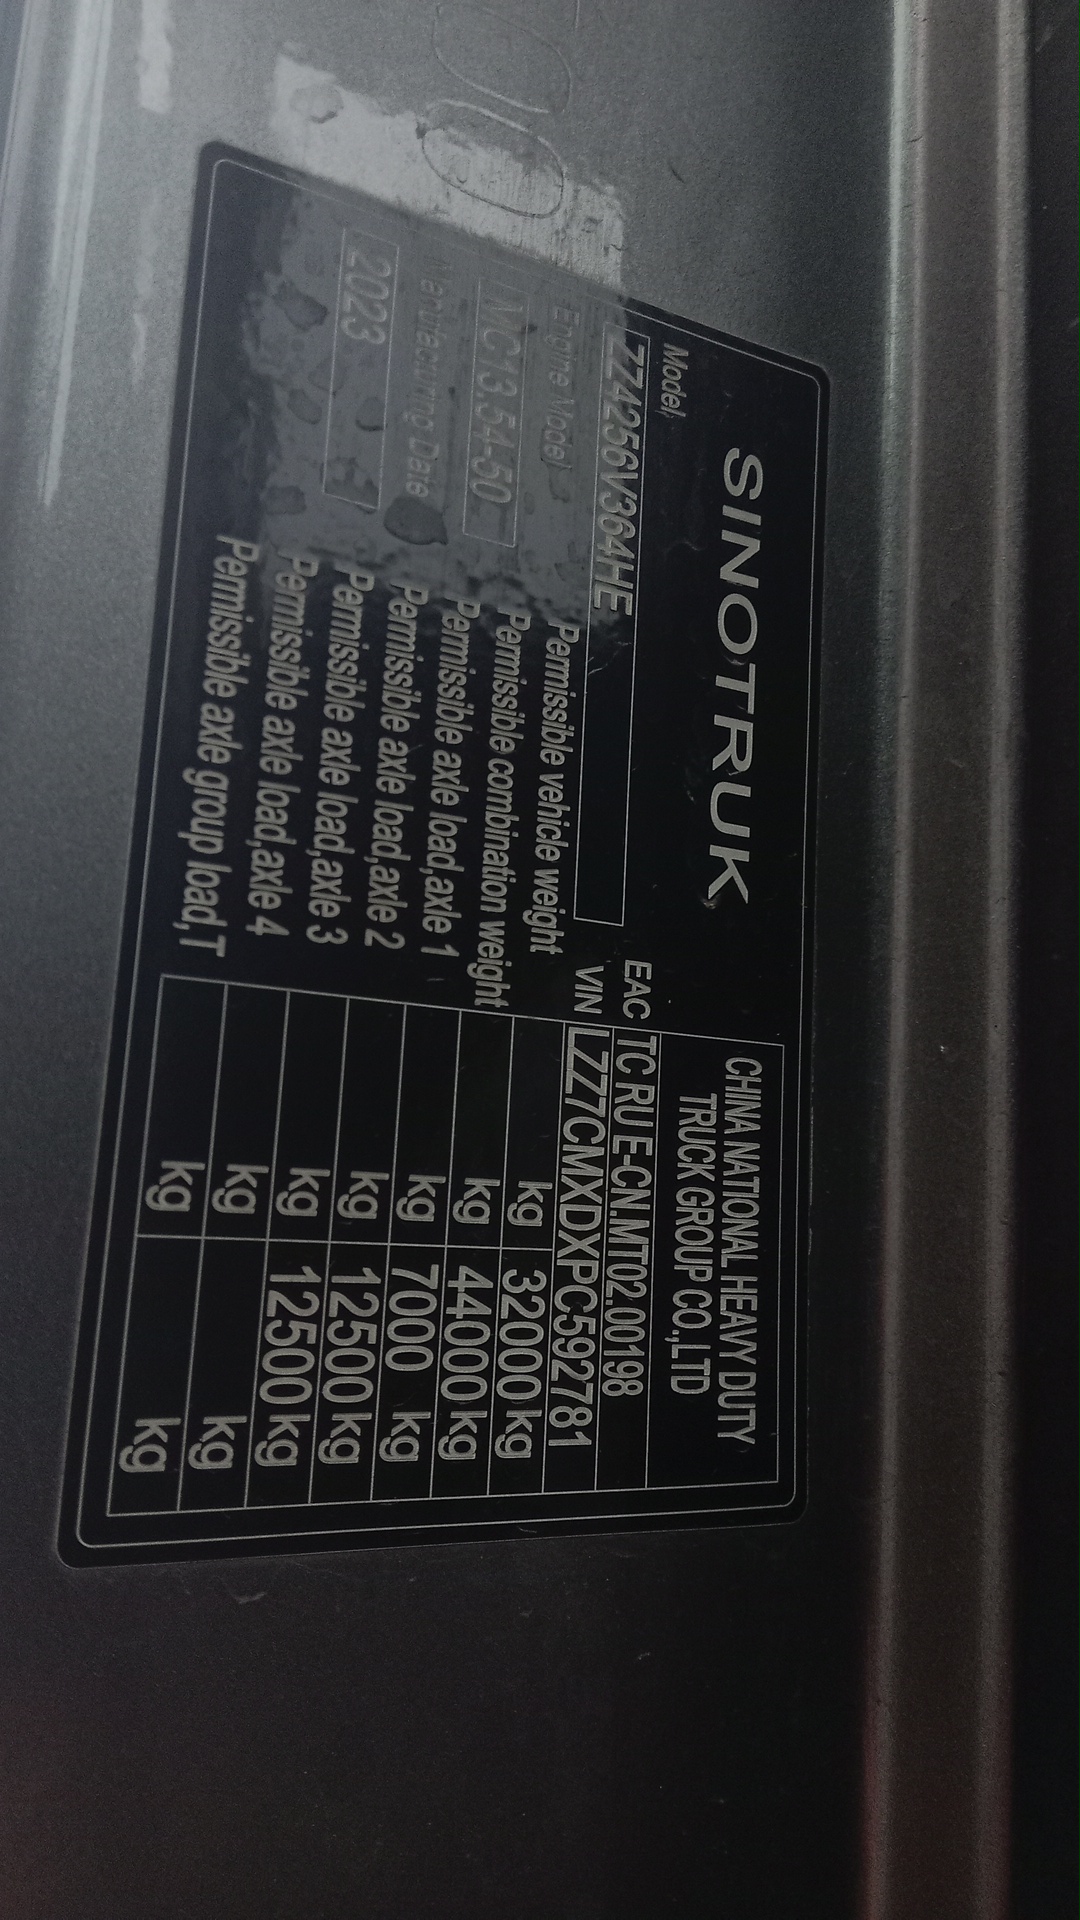 SINOTRUK
CHINA NATIONAL HEAVY DUTY
TRUCK GROUP CO.,LTD
Model
ZZ4256V364HE
EAC TC RU E-CN.MT02.00198
VIN LZZ7CMXDXPC592781
Engine Model
MC13.54-50
Manufacturing Date
2023
Permissible vehicle weight kg 32000 kg
Permissible combination weight kg 44000 kg
Permissible axle load,axle 1 kg 7000 kg
Permissible axle load,axle 2 kg 12500 kg
Permissible axle load,axle 3 kg 12500 kg
Permissible axle load,axle 4 kg kg
Permissible axle group load,T kg kg